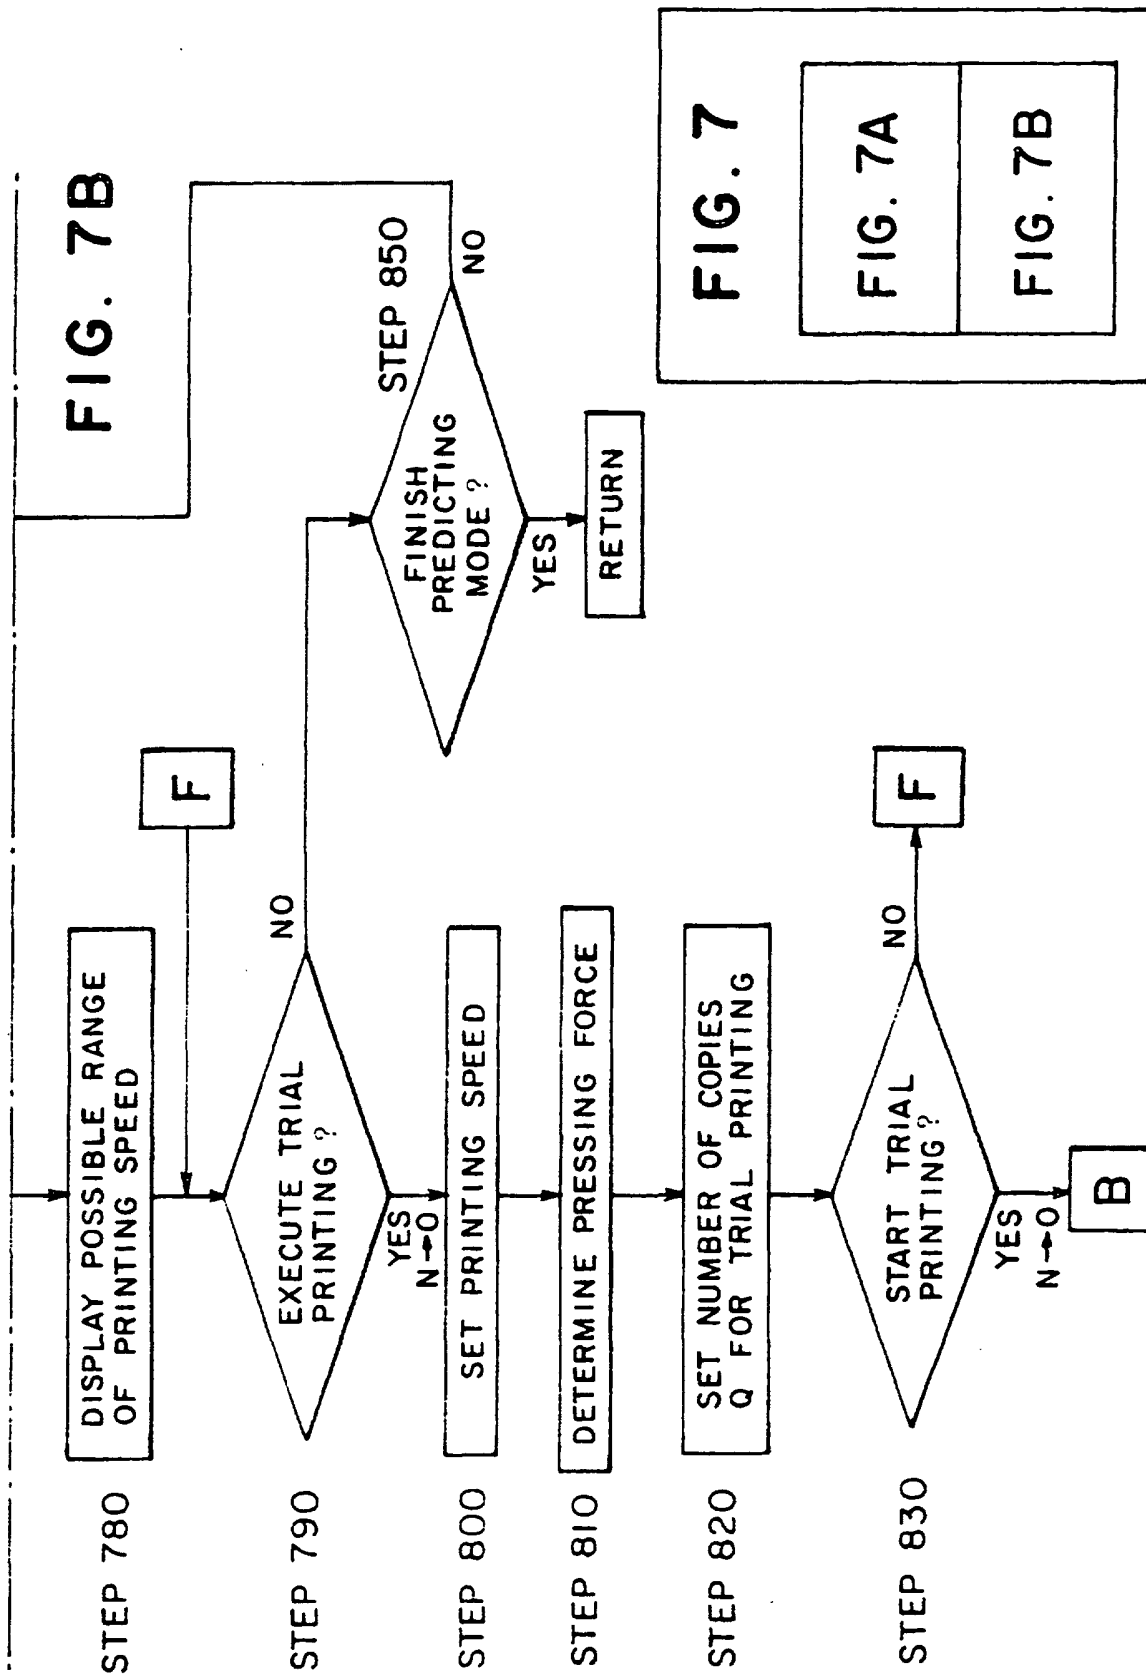 FIG. 7B
STEP 780
DISPLAY POSSIBLE RANGE
OF PRINTING SPEED
F
STEP 790
EXECUTE TRIAL
PRINTING?
NO
YES
N→0
STEP 850
FINISH
PREDICTING
MODE?
NO
YES
RETURN
STEP 800
SET PRINTING SPEED
STEP 810
DETERMINE PRESSING FORCE
STEP 820
SET NUMBER OF COPIES
Q FOR TRIAL PRINTING
STEP 830
START TRIAL
PRINTING?
NO
F
YES
N→0
B
FIG. 7
FIG. 7A
FIG. 7B